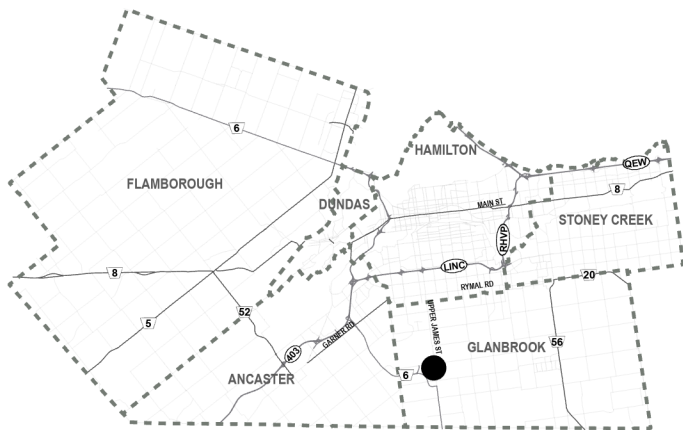 6
HAMILTON
QEW
FLAMBOROUGH
8
DUNDAS
MAIN ST
STONEY CREEK
RHVP
LINC
8
20
RYMAL RD
52
UPPER JAMES ST
5
GARNER RD
56
403
GLANBROOK
ANCASTER
6